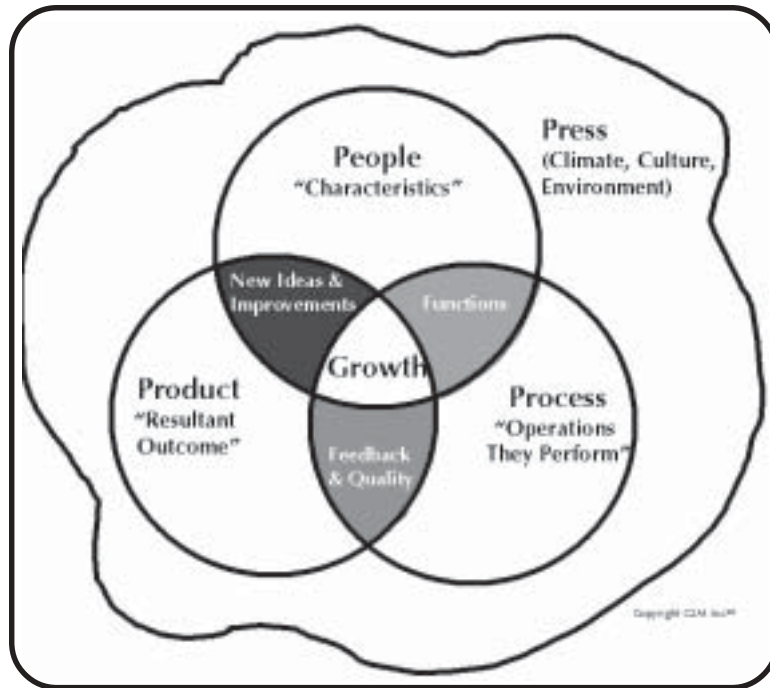 People
"Characteristics"
Press
(Climate, Culture,
Environment)
New Ideas &
Improvements
Functions
Growth
Product
"Resultant
Outcome"
Process
"Operations
They Perform"
Feedback
& Quality
Copyright